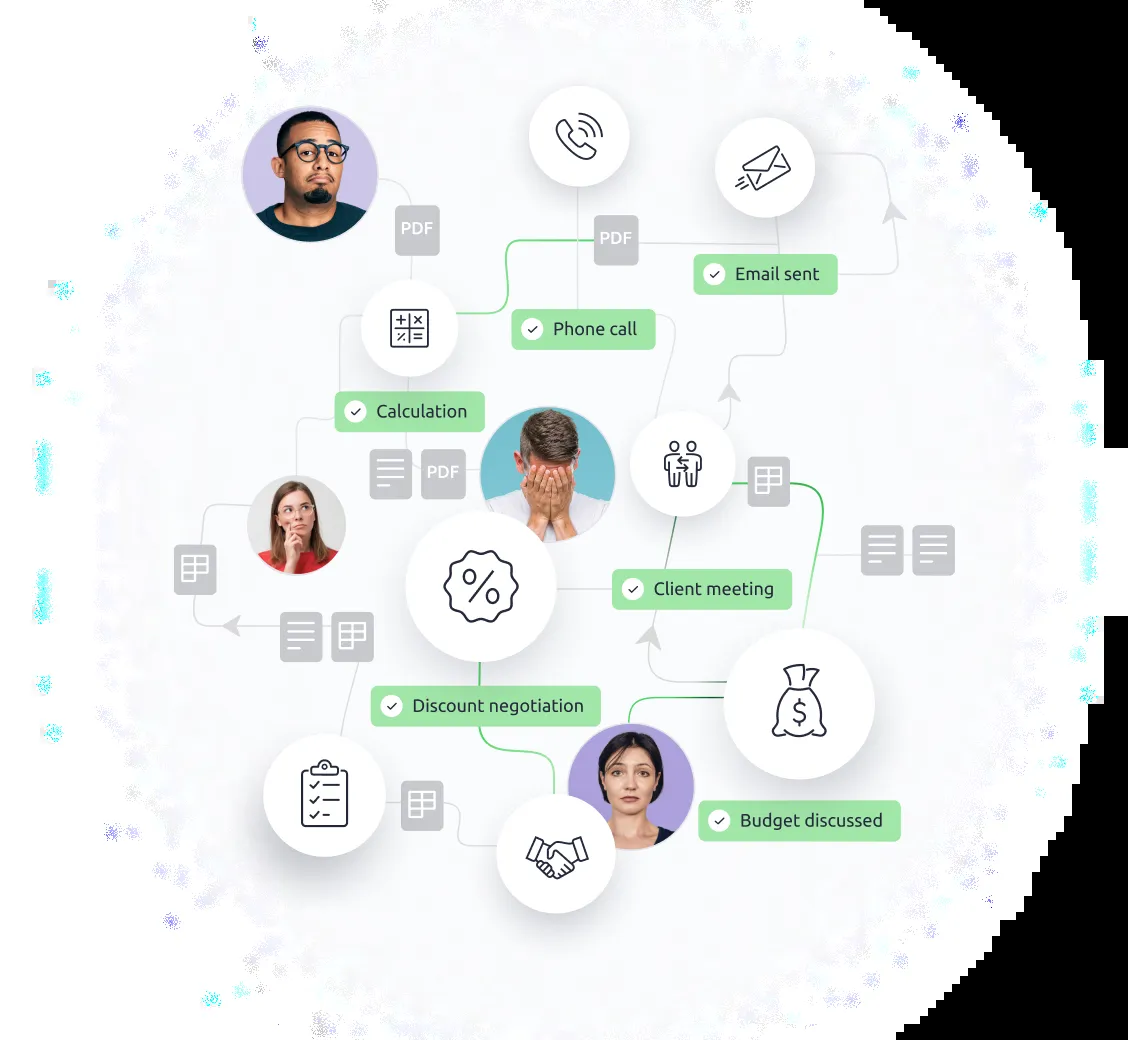 PDF
PDF
Email sent
Phone call
Calculation
PDF
Client meeting
Discount negotiation
Budget discussed